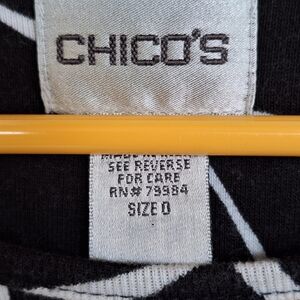 CHICO'S
SEE REVERSE
FOR CARE
RN# 79984
SIZE 0